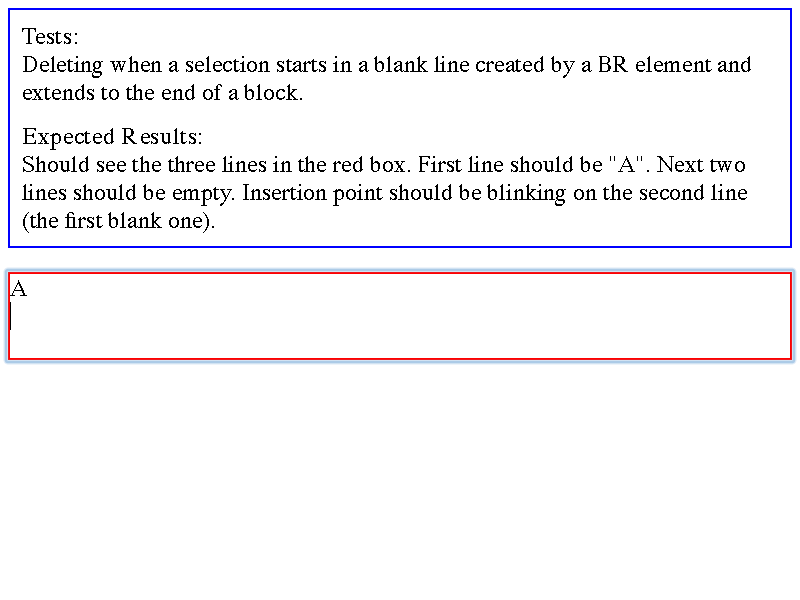 Tests:
Deleting when a selection starts in a blank line created by a BR element and
extends to the end of a block.
Expected Results:
Should see the three lines in the red box. First line should be "A". Next two
lines should be empty. Insertion point should be blinking on the second line
(the first blank one).
A